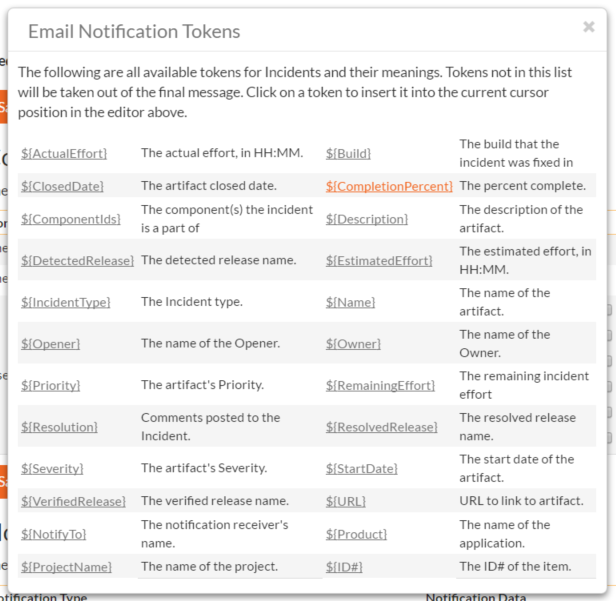 Email Notification Tokens
The following are all available tokens for Incidents and their meanings. Tokens not in this list
will be taken out of the final message. Click on a token to insert it into the current cursor
position in the editor above.
${ActualEffort} The actual effort, in HH:MM. ${Build} The build that the
incident was fixed in
${ClosedDate} The artifact closed date. ${CompletionPercent} The percent complete.
${ComponentIds} The component(s) the incident
is a part of
${Description} The description of the
artifact.
${DetectedRelease} The detected release name. ${EstimatedEffort} The estimated effort, in
HH:MM.
${IncidentType} The Incident type. ${Name} The name of the
artifact.
${Opener} The name of the Opener. ${Owner} The name of the
Owner.
${Priority} The artifact's Priority. ${RemainingEffort} The remaining incident
effort
${Resolution} Comments posted to the
Incident.
${ResolvedRelease} The resolved release
name.
${Severity} The artifact's Severity. ${StartDate} The start date of the
artifact.
${VerifiedRelease} The verified release name. ${URL} URL to link to artifact.
${NotifyTo} The notification receiver's
name.
${Product} The name of the
application.
${ProjectName} The name of the project. ${ID#} The ID# of the item.
otification Type Notification Data